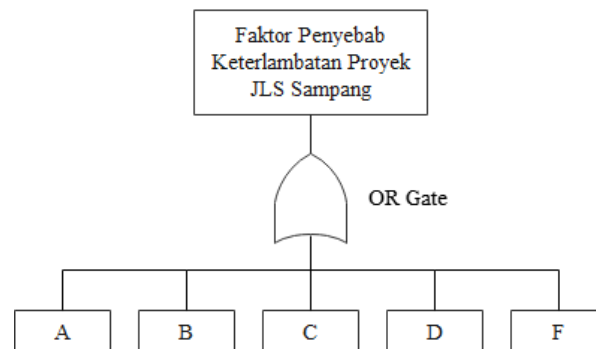 Faktor Penyebab
Keterlambatan Proyek
JLS Sampang
OR Gate
A
B
C
D
F